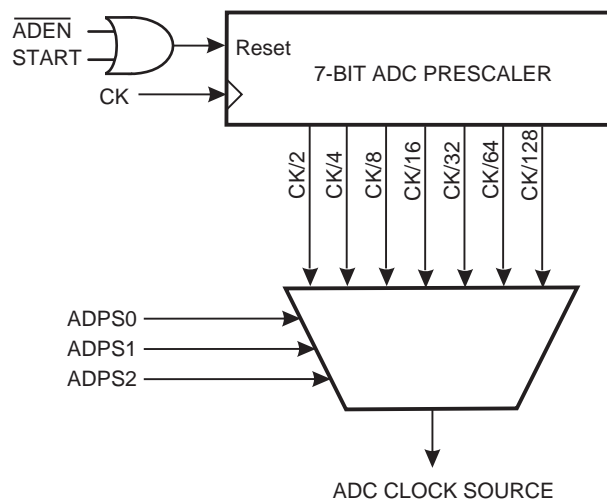 ADEN
START
Reset
7-BIT ADC PRESCALER
CK
CK/2
CK/4
CK/8
CK/16
CK/32
CK/64
CK/128
ADPS0
ADPS1
ADPS2
ADC CLOCK SOURCE